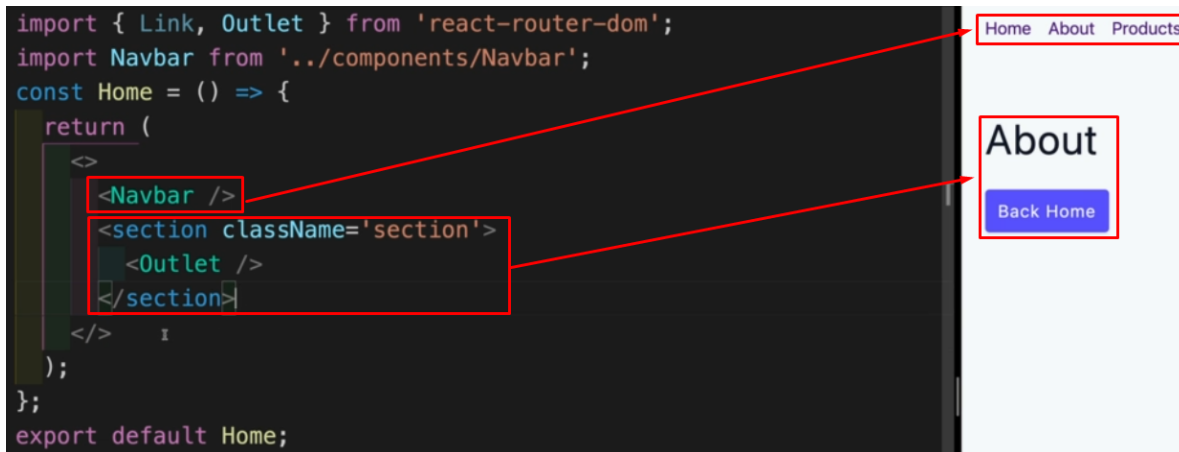 import { Link, Outlet } from 'react-router-dom';
import Navbar from '../components/Navbar';
const Home = () => {
return (
<>
<Navbar />
<section className='section'>
<Outlet />
</section>
</>
);
};
export default Home;
Home About Products
About
Back Home